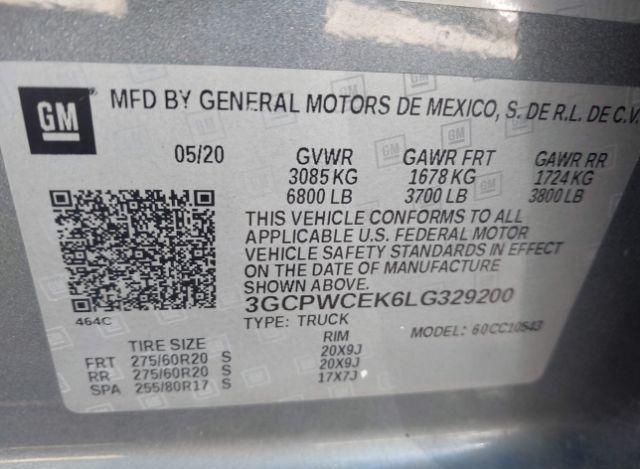 GM MFD BY GENERAL MOTORS DE MEXICO, S. DE R.L. DE C.V.
05/20 GVWR GAWR FRT GAWR RR
3085 KG 1678 KG 1724 KG
6800 LB 3700 LB 3800 LB
THIS VEHICLE CONFORMS TO ALL
APPLICABLE U.S. FEDERAL MOTOR
VEHICLE SAFETY STANDARDS IN EFFECT
ON THE DATE OF MANUFACTURE
SHOWN ABOVE.
464C 3GCPWCEK6LG329200
TYPE: TRUCK MODEL: 60CC10543
TIRE SIZE RIM
FRT 275/60R20 S 20X9J
RR 275/60R20 S 20X9J
SPA 255/80R17 S 17X7J